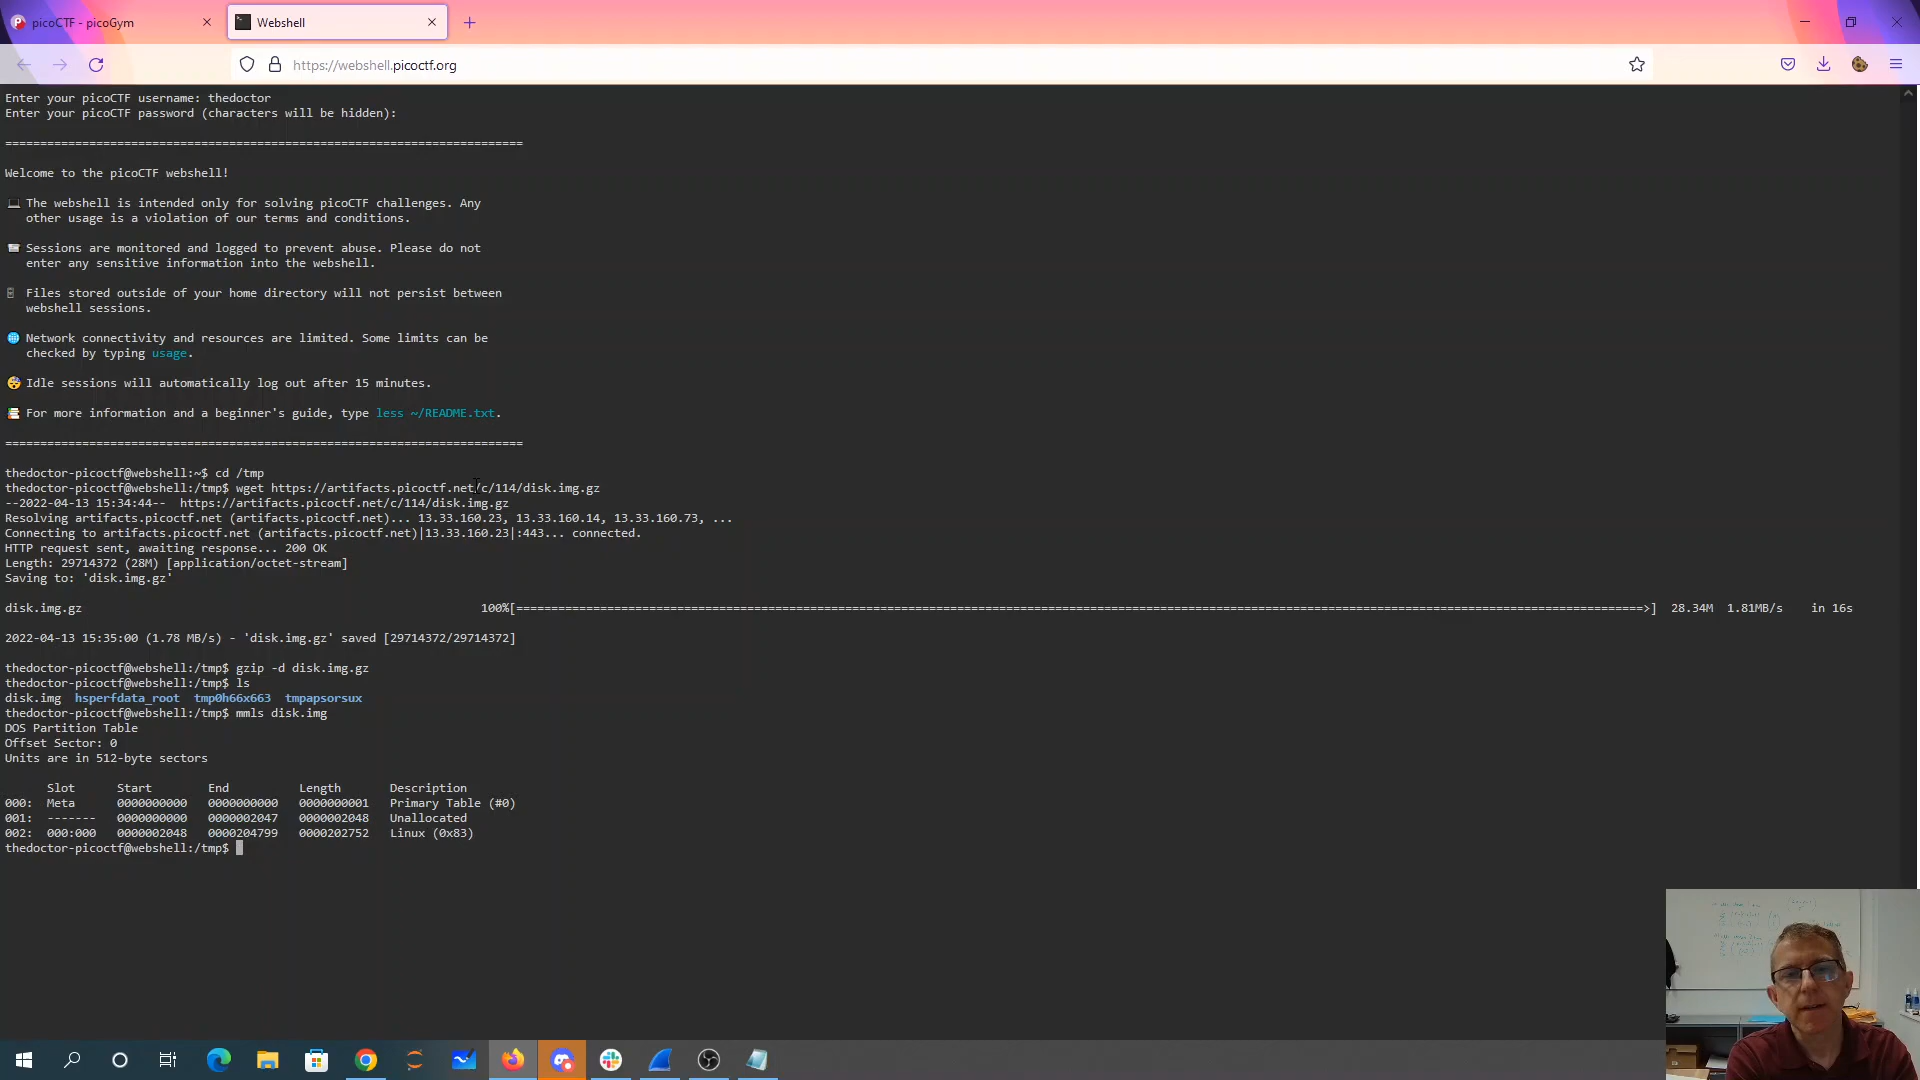 picoCTF - picoGym
Webshell
https://webshell.picoctf.org
Enter your picoCTF username: thedoctor
Enter your picoCTF password (characters will be hidden):
==========================================================================
Welcome to the picoCTF webshell!
The webshell is intended only for solving picoCTF challenges. Any
other usage is a violation of our terms and conditions.
Sessions are monitored and logged to prevent abuse. Please do not
enter any sensitive information into the webshell.
Files stored outside of your home directory will not persist between
webshell sessions.
Network connectivity and resources are limited. Some limits can be
checked by typing usage.
Idle sessions will automatically log out after 15 minutes.
For more information and a beginner's guide, type less ~/README.txt.
==========================================================================
thedoctor-picoctf@webshell:~$ cd /tmp
thedoctor-picoctf@webshell:/tmp$ wget https://artifacts.picoctf.net/c/114/disk.img.gz
--2022-04-13 15:34:44--  https://artifacts.picoctf.net/c/114/disk.img.gz
Resolving artifacts.picoctf.net (artifacts.picoctf.net)... 13.33.160.23, 13.33.160.14, 13.33.160.73, ...
Connecting to artifacts.picoctf.net (artifacts.picoctf.net)|13.33.160.23|:443... connected.
HTTP request sent, awaiting response... 200 OK
Length: 29714372 (28M) [application/octet-stream]
Saving to: 'disk.img.gz'
disk.img.gz 100%[=================================================================================================================================================================>] 28.34M 1.81MB/s in 16s
2022-04-13 15:35:00 (1.78 MB/s) - 'disk.img.gz' saved [29714372/29714372]
thedoctor-picoctf@webshell:/tmp$ gzip -d disk.img.gz
thedoctor-picoctf@webshell:/tmp$ ls
disk.img  hsperfdata_root  tmp0h66x663  tmpapsorsux
thedoctor-picoctf@webshell:/tmp$ mmls disk.img
DOS Partition Table
Offset Sector: 0
Units are in 512-byte sectors
Slot Start End Length Description
000: Meta 0000000000 0000000000 0000000001 Primary Table (#0)
001: ------- 0000000000 0000002047 0000002048 Unallocated
002: 000:000 0000002048 0000204799 0000202752 Linux (0x83)
thedoctor-picoctf@webshell:/tmp$